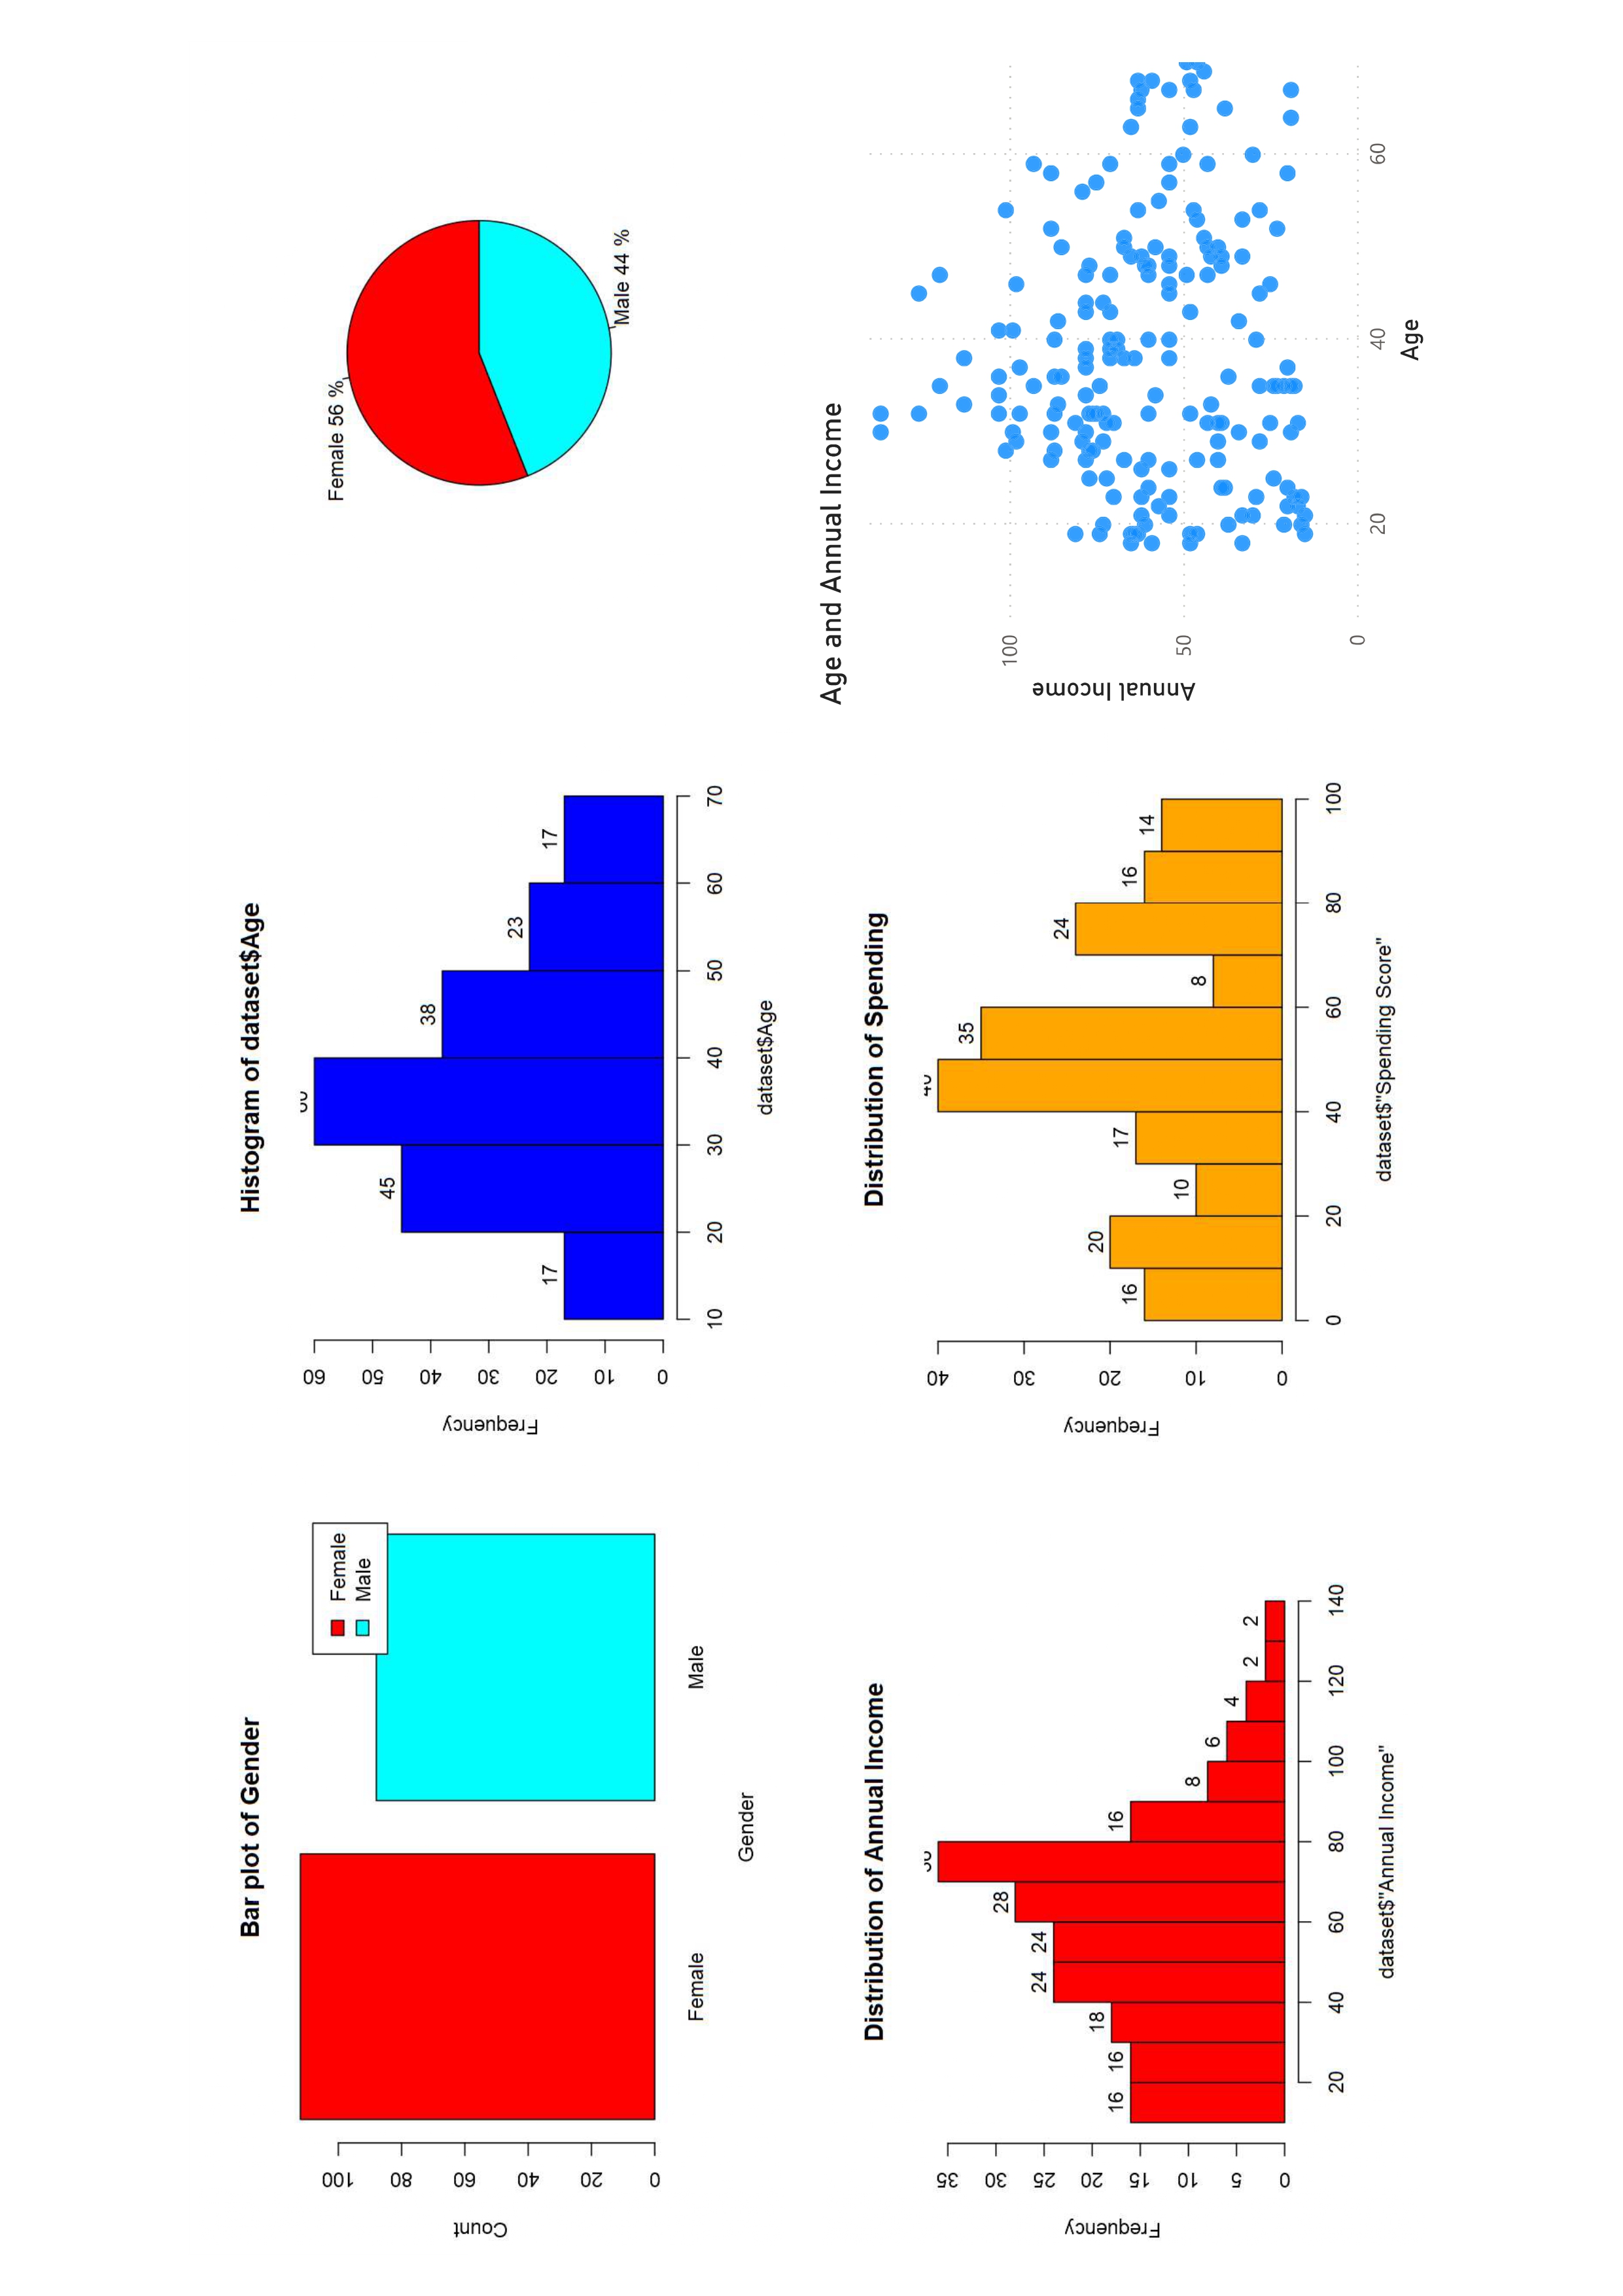 Bar plot of Gender
100
80
60
40
20
0
Count
Female
Male
Female
Male
Gender
Histogram of dataset$Age
60
50
40
30
20
10
0
Frequency
17
45
38
23
17
10 20 30 40 50 60 70
dataset$Age
Female 56 %
Male 44 %
Distribution of Annual Income
35
30
25
20
15
10
5
0
Frequency
16 16 18 24 24 28 16 8 6 4 2 2
20 40 60 80 100 120 140
dataset$"Annual Income"
Distribution of Spending
40
30
20
10
0
Frequency
16 20 10 17 40 35 8 24 16 14
0 20 40 60 80 100
dataset$"Spending Score"
Age and Annual Income
100
50
0
Annual Income
20 40 60
Age